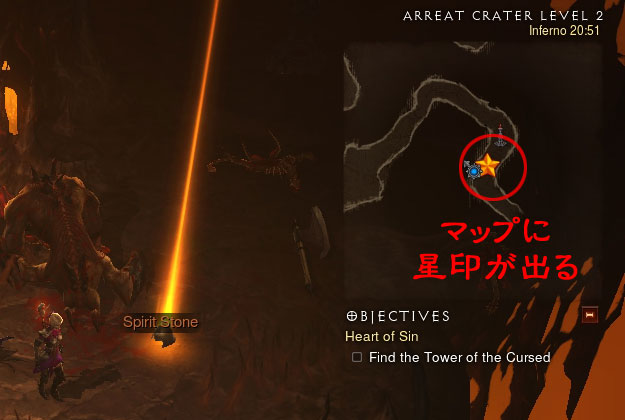 ARREAT CRATER LEVEL 2
Inferno 20:51
マップに
星印が出る
Spirit Stone
OBJECTIVES
Heart of Sin
Find the Tower of the Cursed